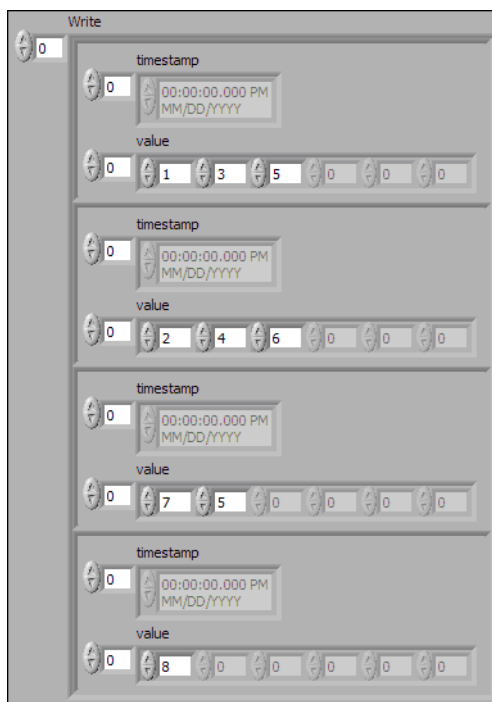 Write
0
timestamp
0 00:00:00.000 PM
MM/DD/YYYY
value
0 1 3 5 0 0 0
timestamp
0 00:00:00.000 PM
MM/DD/YYYY
value
0 2 4 6 0 0 0
timestamp
0 00:00:00.000 PM
MM/DD/YYYY
value
0 7 5 0 0 0 0
timestamp
0 00:00:00.000 PM
MM/DD/YYYY
value
0 8 0 0 0 0 0